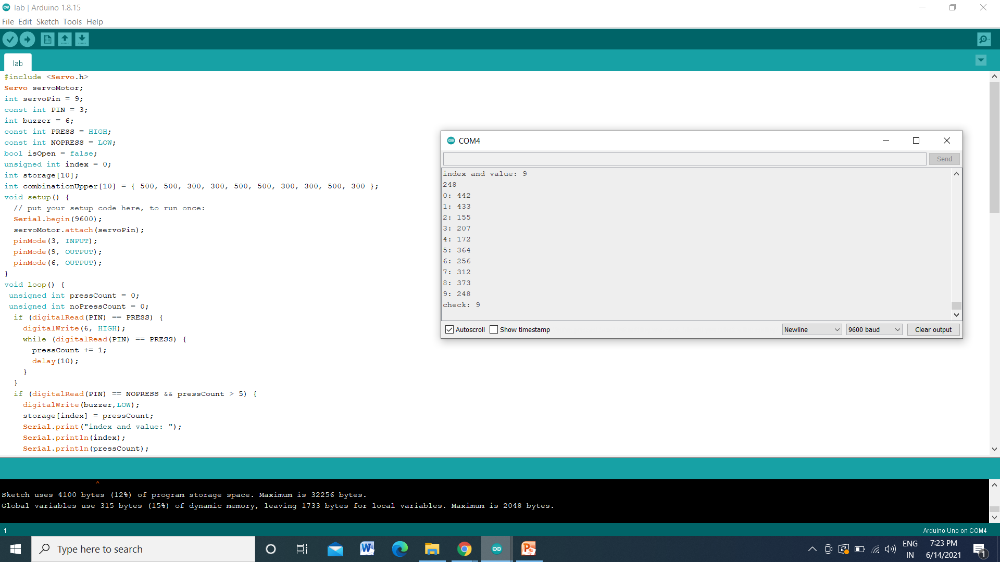 lab | Arduino 1.8.15
File Edit Sketch Tools Help
lab
#include <Servo.h>
Servo servoMotor;
int servoPin = 9;
const int PIN = 3;
int buzzer = 6;
const int PRESS = HIGH;
const int NOPRESS = LOW;
bool isOpen = false;
unsigned int index = 0;
int storage[10];
int combinationUpper[10] = { 500, 500, 300, 300, 500, 500, 300, 300, 500, 300 };
void setup() {
  // put your setup code here, to run once:
  Serial.begin(9600);
  servoMotor.attach(servoPin);
  pinMode(3, INPUT);
  pinMode(9, OUTPUT);
  pinMode(6, OUTPUT);
}
void loop() {
 unsigned int pressCount = 0;
 unsigned int noPressCount = 0;
  if (digitalRead(PIN) == PRESS) {
    digitalWrite(6, HIGH);
    while (digitalRead(PIN) == PRESS) {
      pressCount += 1;
      delay(10);
    }
  }
  if (digitalRead(PIN) == NOPRESS && pressCount > 5) {
    digitalWrite(buzzer,LOW);
    storage[index] = pressCount;
    Serial.print("index and value: ");
    Serial.println(index);
    Serial.println(pressCount);
COM4
Send
index and value: 9
248
0: 442
1: 433
2: 155
3: 207
4: 172
5: 364
6: 256
7: 312
8: 373
9: 248
check: 9
Autoscroll Show timestamp Newline 9600 baud Clear output
^
Sketch uses 4100 bytes (12%) of program storage space. Maximum is 32256 bytes.
Global variables use 315 bytes (15%) of dynamic memory, leaving 1733 bytes for local variables. Maximum is 2048 bytes.
1 Arduino Uno on COM4
Type here to search
ENG
IN
7:23 PM
6/14/2021
1